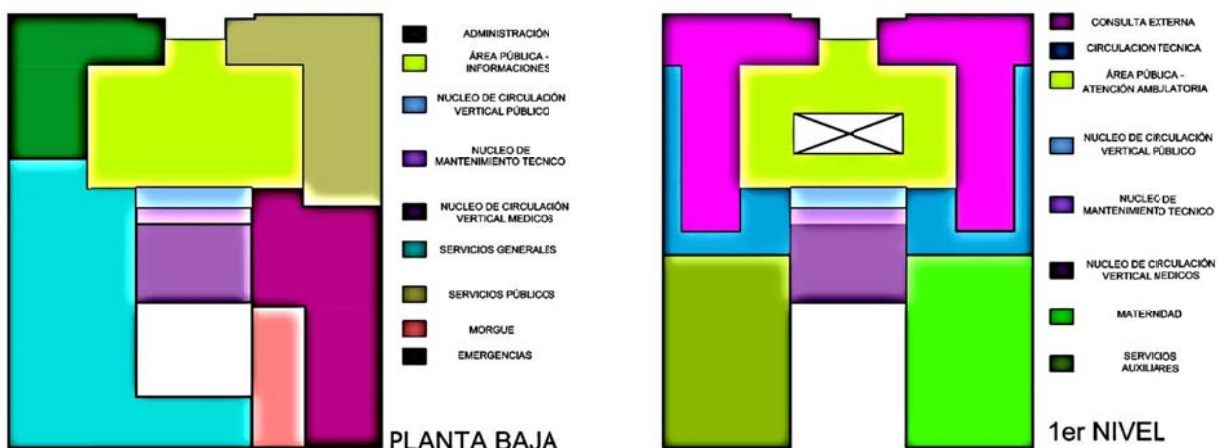 ADMINISTRACIÓN
ÁREA PÚBLICA -
INFORMACIONES
NUCLEO DE CIRCULACIÓN
VERTICAL PÚBLICO
NUCLEO DE
MANTENIMIENTO TECNICO
NUCLEO DE CIRCULACIÓN
VERTICAL MEDICOS
SERVICIOS GENERALES
SERVICIOS PÚBLICOS
MORGUE
EMERGENCIAS
PLANTA BAJA
CONSULTA EXTERNA
CIRCULACION TECNICA
ÁREA PÚBLICA -
ATENCIÓN AMBULATORIA
NUCLEO DE CIRCULACIÓN
VERTICAL PÚBLICO
NUCLEO DE
MANTENIMIENTO TECNICO
NUCLEO DE CIRCULACIÓN
VERTICAL MEDICOS
MATERNIDAD
SERVICIOS
AUXILIARES
1er NIVEL